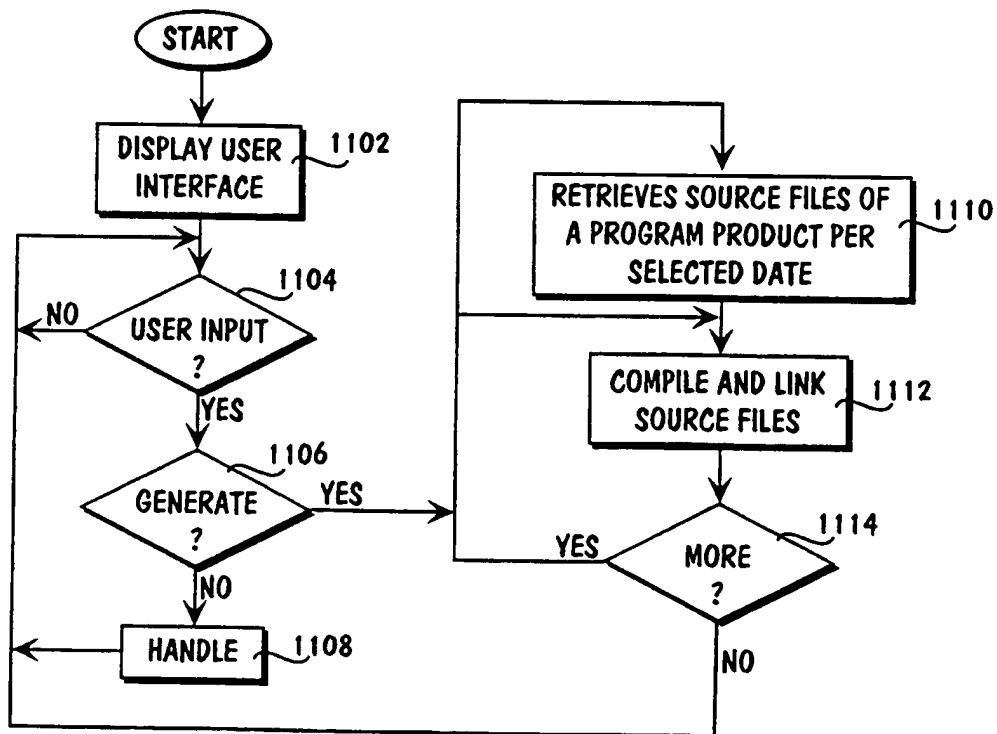 START
DISPLAY USER
INTERFACE
1102
USER INPUT
?
1104
NO
YES
GENERATE
?
1106
YES
NO
HANDLE
1108
RETRIEVES SOURCE FILES OF
A PROGRAM PRODUCT PER
SELECTED DATE
1110
COMPILE AND LINK
SOURCE FILES
1112
MORE
?
1114
YES
NO